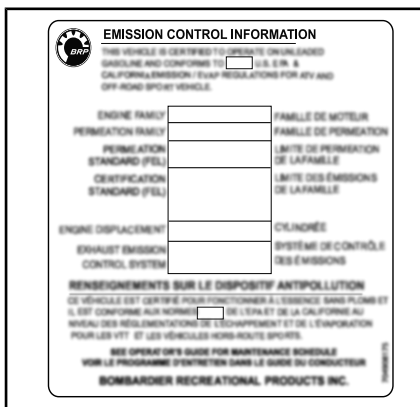 BRP
EMISSION CONTROL INFORMATION
THIS VEHICLE IS CERTIFIED TO OPERATE ON UNLEADED
GASOLINE AND CONFORMS TO U.S. EPA &
CALIFORNIA EMISSION / EVAP REGULATIONS FOR ATV AND
OFF-ROAD SPORT VEHICLE.
ENGINE FAMILY FAMILLE DE MOTEUR
PERMEATION FAMILY FAMILLE DE PERMEATION
PERMEATION LIMITE DE PERMEATION
STANDARD (FEL) DE LA FAMILLE
CERTIFICATION LIMITE DES ÉMISSIONS
STANDARD (FEL) DE LA FAMILLE
ENGINE DISPLACEMENT CYLINDRÉE
EXHAUST EMISSION SYSTÈME DE CONTRÔLE
CONTROL SYSTEM DES ÉMISSIONS
RENSEIGNEMENTS SUR LE DISPOSITIF ANTIPOLLUTION
CE VÉHICULE EST CERTIFIÉ POUR FONCTIONNER À L'ESSENCE SANS PLOMB ET
IL EST CONFORME AUX NORMES DE L'EPA ET DE LA CALIFORNIE AU
NIVEAU DES RÉGLEMENTATIONS DE L'ÉCHAPPEMENT ET DE L'ÉVAPORATION
POUR LES VTT ET LES VÉHICULES HORS-ROUTE SPORTS.
SEE OPERATOR'S GUIDE FOR MAINTENANCE SCHEDULE
VOIR LE PROGRAMME D'ENTRETIEN DANS LE GUIDE DU CONDUCTEUR
BOMBARDIER RECREATIONAL PRODUCTS INC.